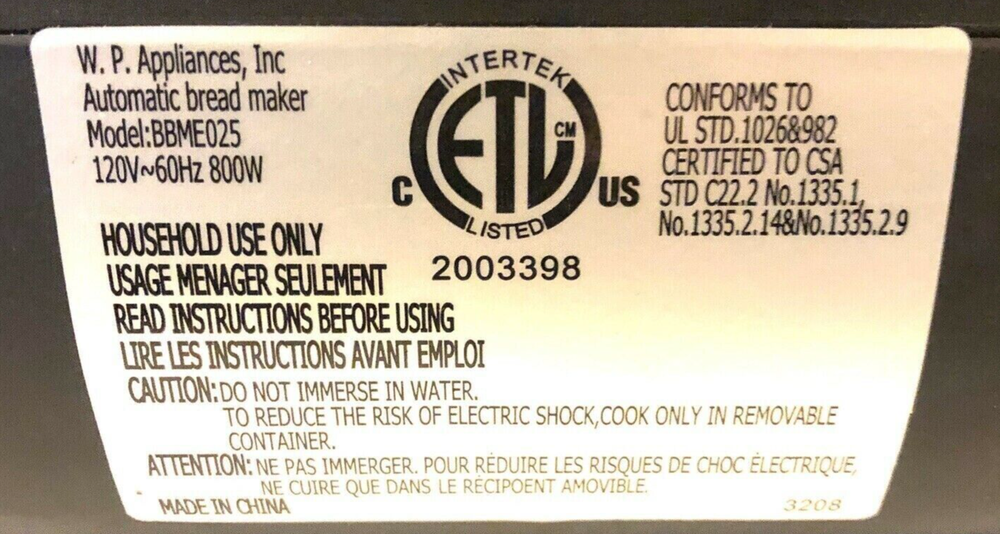 W. P. Appliances, Inc
Automatic bread maker
Model:BBME025
120V~60Hz 800W
INTERTEK
ETL
CM
C
US
LISTED
2003398
CONFORMS TO
UL STD.1026&982
CERTIFIED TO CSA
STD C22.2 No.1335.1,
No.1335.2.14&No.1335.2.9
HOUSEHOLD USE ONLY
USAGE MENAGER SEULEMENT
READ INSTRUCTIONS BEFORE USING
LIRE LES INSTRUCTIONS AVANT EMPLOI
CAUTION:DO NOT IMMERSE IN WATER.
TO REDUCE THE RISK OF ELECTRIC SHOCK,COOK ONLY IN REMOVABLE
CONTAINER.
ATTENTION: NE PAS IMMERGER. POUR RÉDUIRE LES RISQUES DE CHOC ÉLECTRIQUE,
NE CUIRE QUE DANS LE RÉCIPOENT AMOVIBLE.
MADE IN CHINA
3208